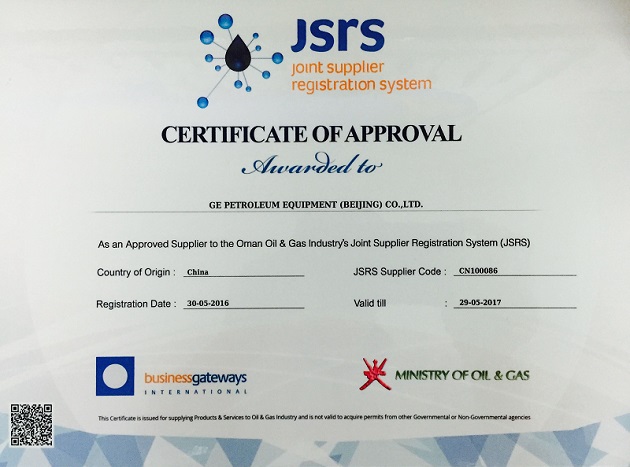 JSRS
joint supplier
registration system
CERTIFICATE OF APPROVAL
Awarded to
GE PETROLEUM EQUIPMENT (BEIJING) CO.,LTD.
As an Approved Supplier to the Oman Oil & Gas Industry's Joint Supplier Registration System (JSRS)
Country of Origin : China JSRS Supplier Code : CN100086
Registration Date : 30-05-2016 Valid till : 29-05-2017
businessgateways
INTERNATIONAL
MINISTRY OF OIL & GAS
This Certificate is issued for supplying Products & Services to Oil & Gas Industry and is not valid to acquire permits from other Governmental or Non-Governmental agencies